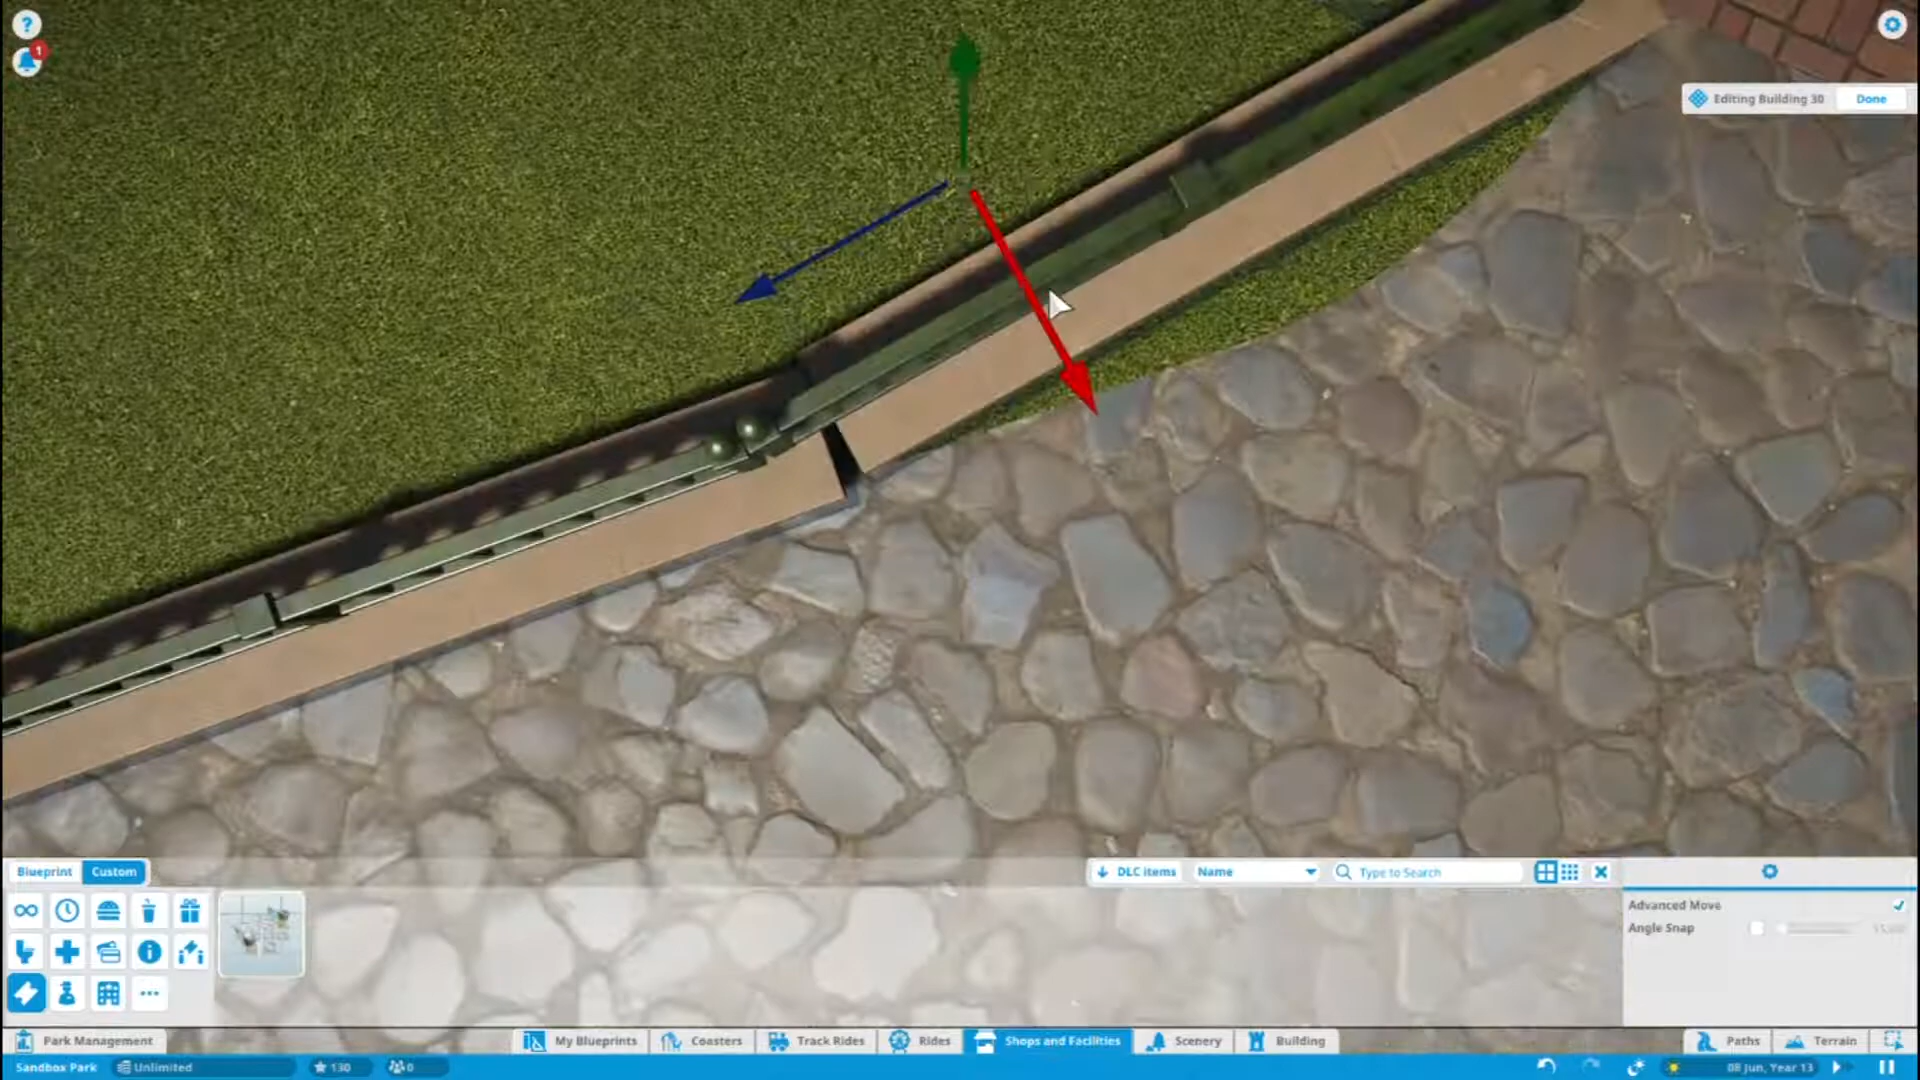 ?
1
Editing Building 30
Done
Blueprint
Custom
DLC items
Name
Type to Search
Advanced Move
Angle Snap
Park Management
My Blueprints
Coasters
Track Rides
Rides
Shops and Facilities
Scenery
Building
Paths
Terrain
Sandbox Park
Unlimited
130
0
08 Jun, Year 13